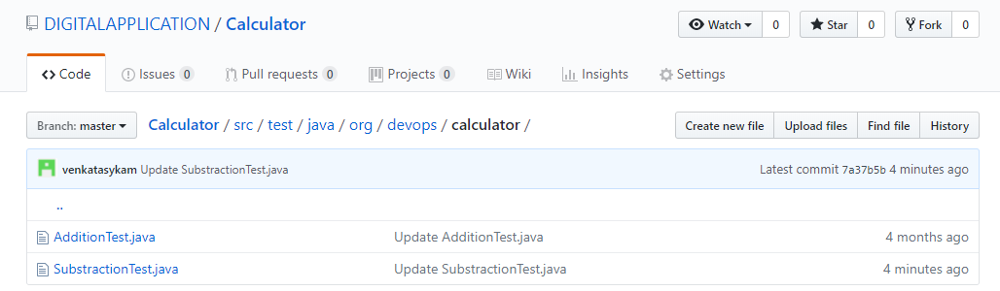 DIGITALAPPLICATION / Calculator
Watch 0 Star 0 Fork 0
Code Issues 0 Pull requests 0 Projects 0 Wiki Insights Settings
Branch: master Calculator / src / test / java / org / devops / calculator / Create new file Upload files Find file History
venkatasykam Update SubstractionTest.java Latest commit 7a37b5b 4 minutes ago
..
AdditionTest.java Update AdditionTest.java 4 months ago
SubstractionTest.java Update SubstractionTest.java 4 minutes ago